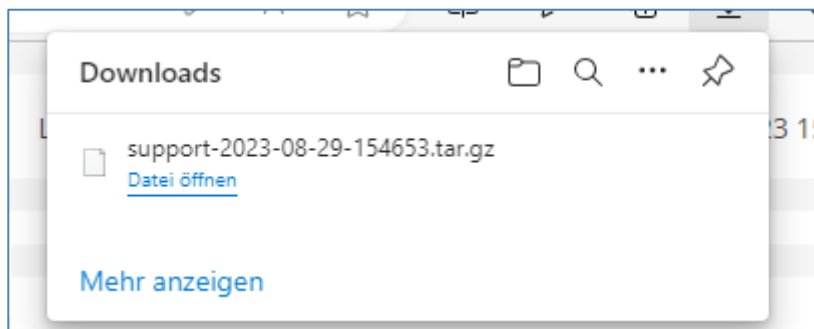 Downloads
support-2023-08-29-154653.tar.gz
Datei öffnen
Mehr anzeigen